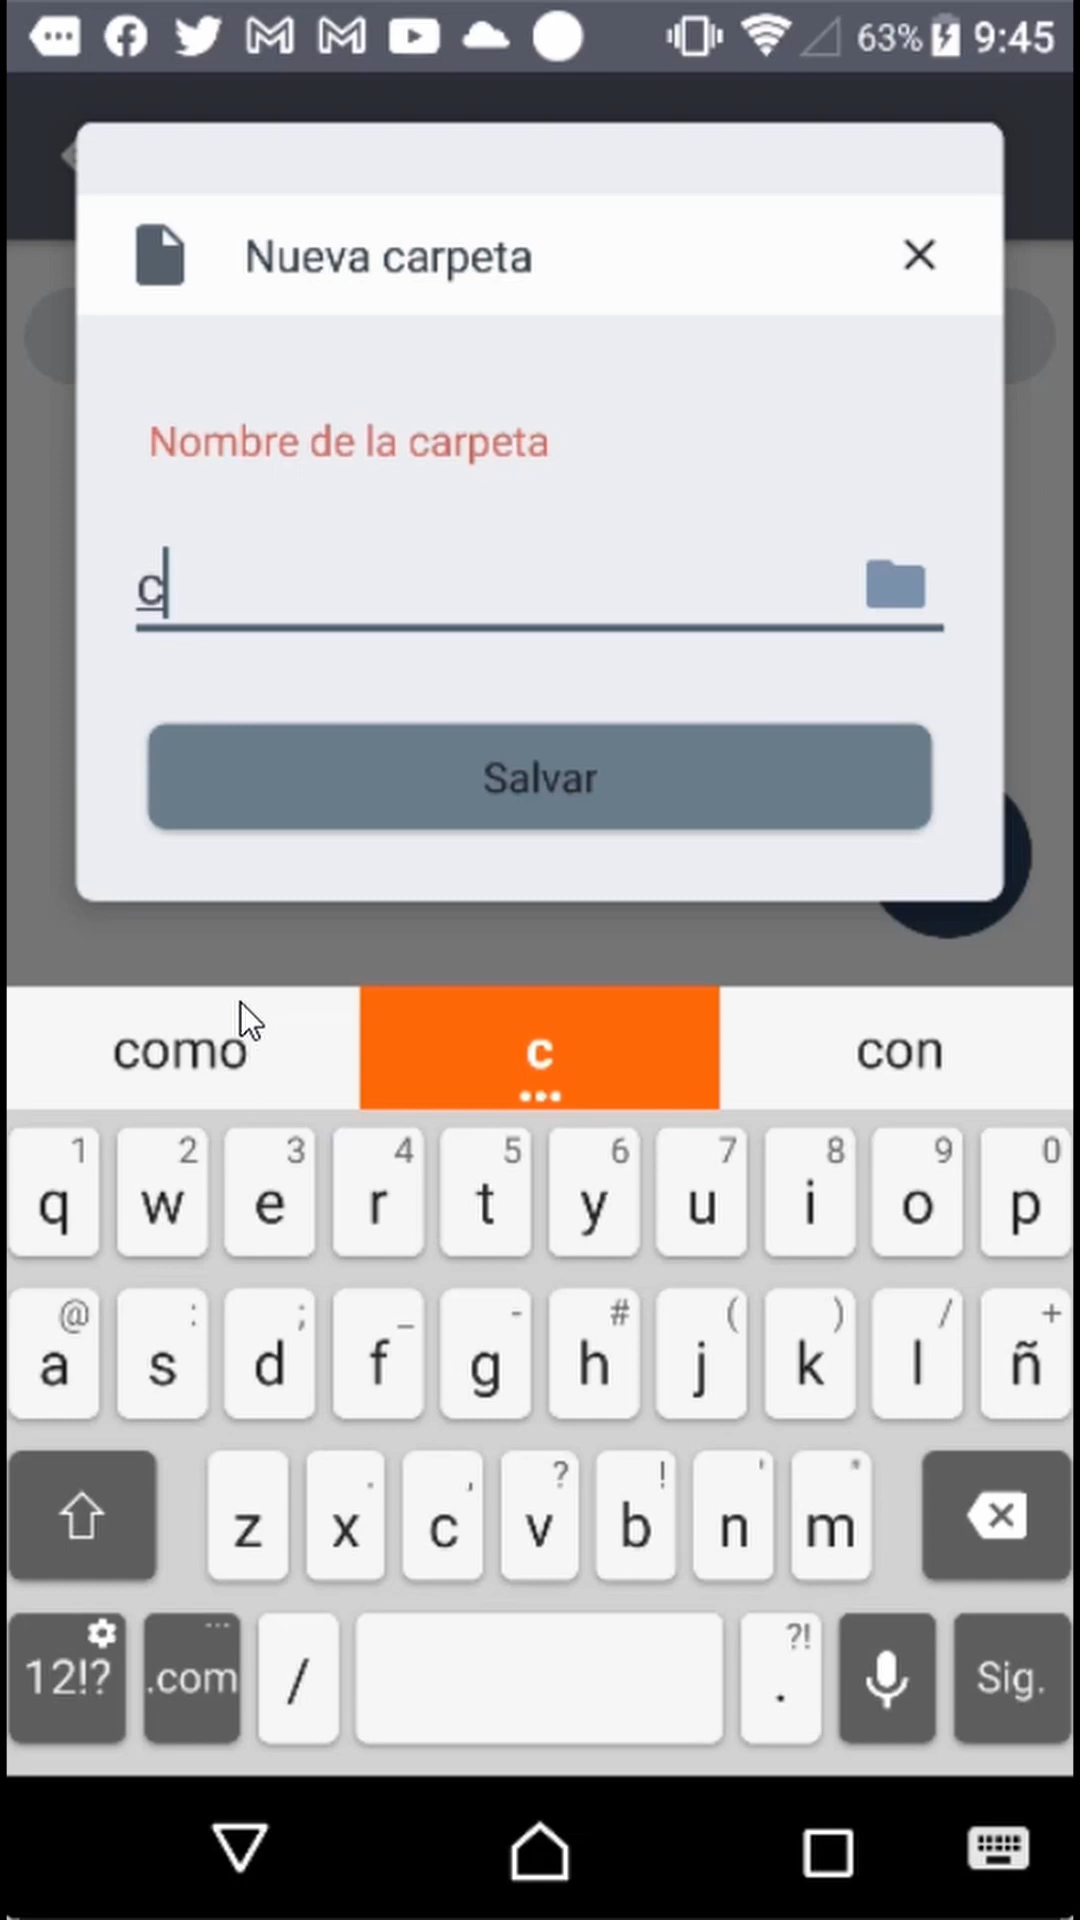 63% 9:45
Nueva carpeta
Nombre de la carpeta
c
Salvar
como c con
1 2 3 4 5 6 7 8 9 0
q w e r t y u i o p
@ : ; _ - # ( ) / +
a s d f g h j k l ñ
. , ? ! ' "
z x c v b n m
12!? .com / ?! . Sig.